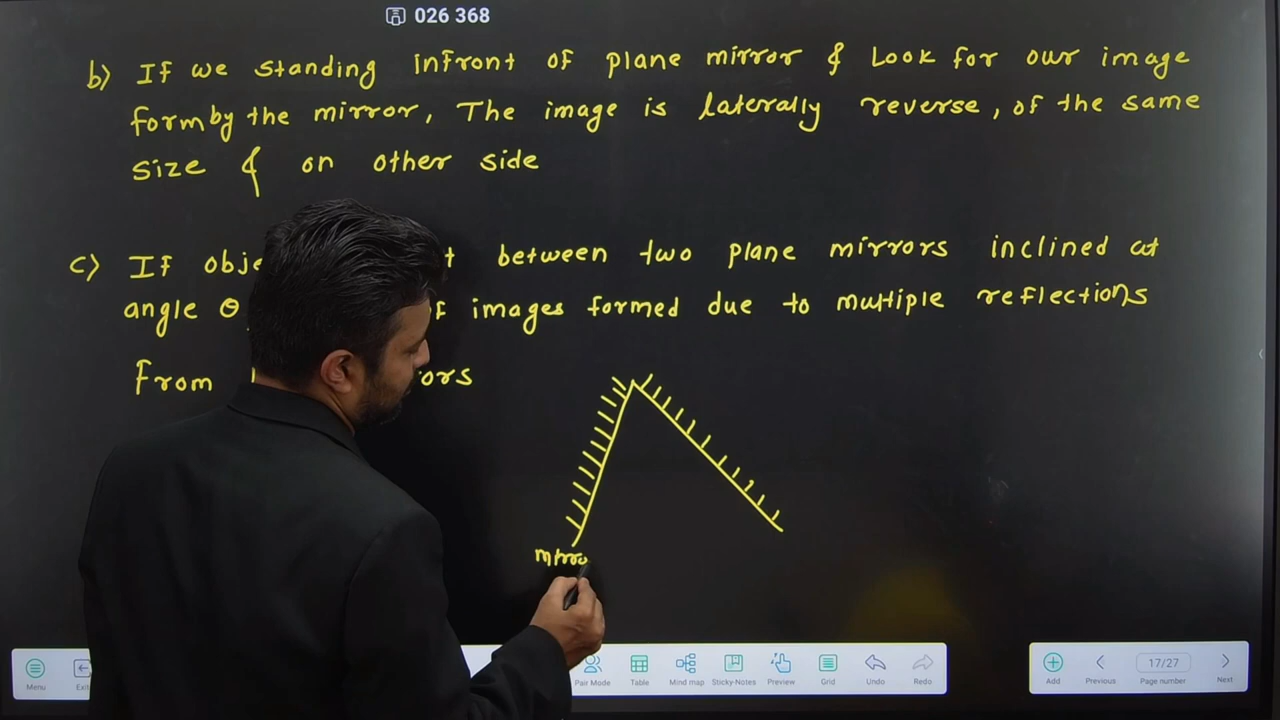 026 368
b) If we standing infront of plane mirror & Look for our image
form by the mirror, The image is laterally reverse, of the same
size & on other side
c) If between two plane mirrors inclined at
angle θ images formed due to multiple reflections
From
mirro
Menu
Pair Mode
Table
Mind map
Sticky-Notes
Preview
Grid
Undo
Redo
Add
Previous
17/27
Page number
Next